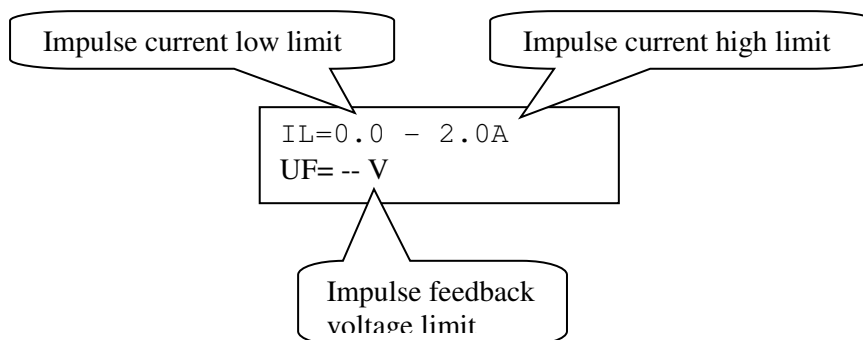 Impulse current low limit
Impulse current high limit
IL=0.0 – 2.0A
UF= -- V
Impulse feedback
voltage limit